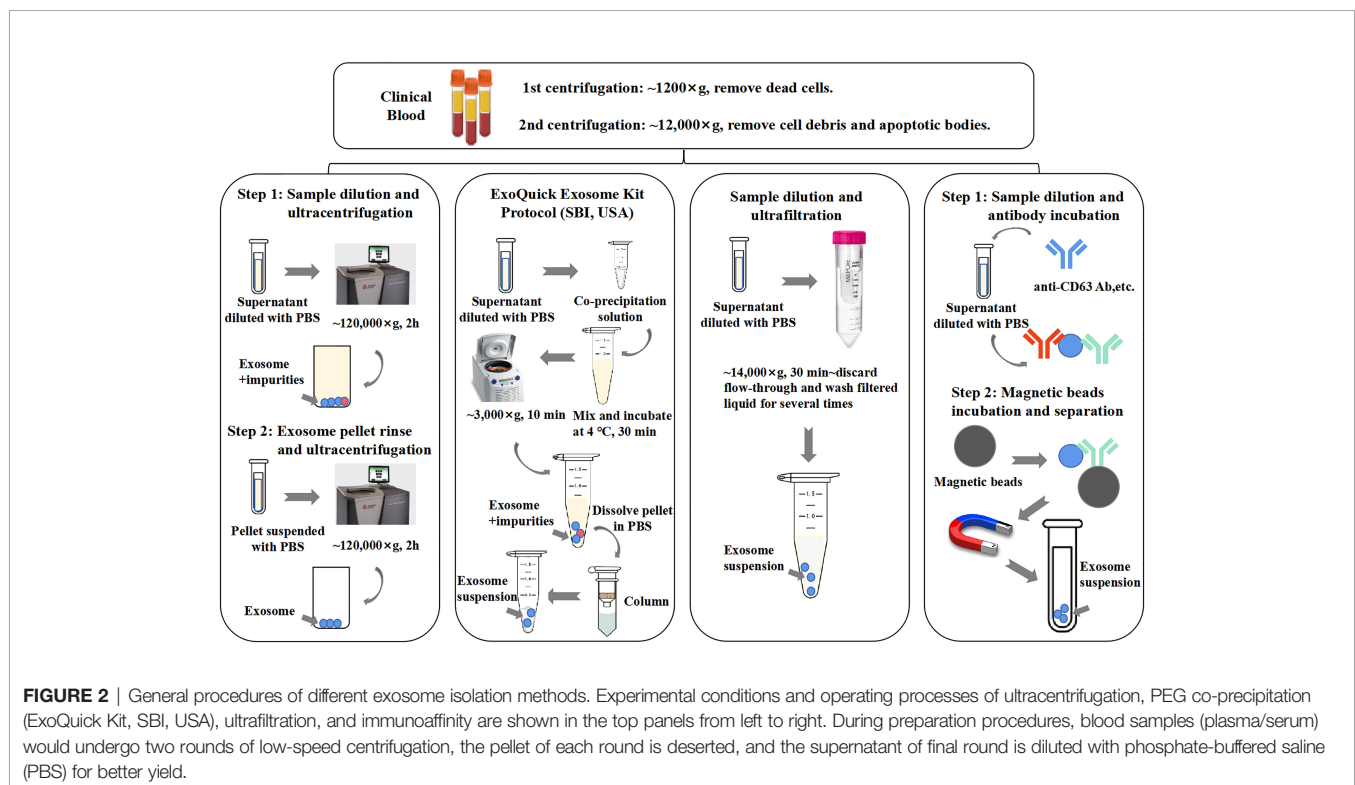 Clinical
Blood
1st centrifugation: ~1200×g, remove dead cells.
2nd centrifugation: ~12,000×g, remove cell debris and apoptotic bodies.
Step 1: Sample dilution and
ultracentrifugation
Supernatant
diluted with PBS
~120,000×g, 2h
Exosome
+impurities
Step 2: Exosome pellet rinse
and ultracentrifugation
Pellet suspended
with PBS
~120,000×g, 2h
Exosome
ExoQuick Exosome Kit
Protocol (SBI, USA)
Supernatant
diluted with PBS
Co-precipitation
solution
~3,000×g, 10 min
Mix and incubate
at 4 °C, 30 min
1.5
1.0
Exosome
+impurities
Dissolve pellet
in PBS
Exosome
suspension
Column
Sample dilution and
ultrafiltration
Supernatant
diluted with PBS
~14,000×g, 30 min~discard
flow-through and wash filtered
liquid for several times
1.5
1.0
Exosome
suspension
Step 1: Sample dilution and
antibody incubation
anti-CD63 Ab,etc.
Supernatant
diluted with PBS
Step 2: Magnetic beads
incubation and separation
Magnetic beads
Exosome
suspension
FIGURE 2 | General procedures of different exosome isolation methods. Experimental conditions and operating processes of ultracentrifugation, PEG co-precipitation
(ExoQuick Kit, SBI, USA), ultrafiltration, and immunoaffinity are shown in the top panels from left to right. During preparation procedures, blood samples (plasma/serum)
would undergo two rounds of low-speed centrifugation, the pellet of each round is deserted, and the supernatant of final round is diluted with phosphate-buffered saline
(PBS) for better yield.